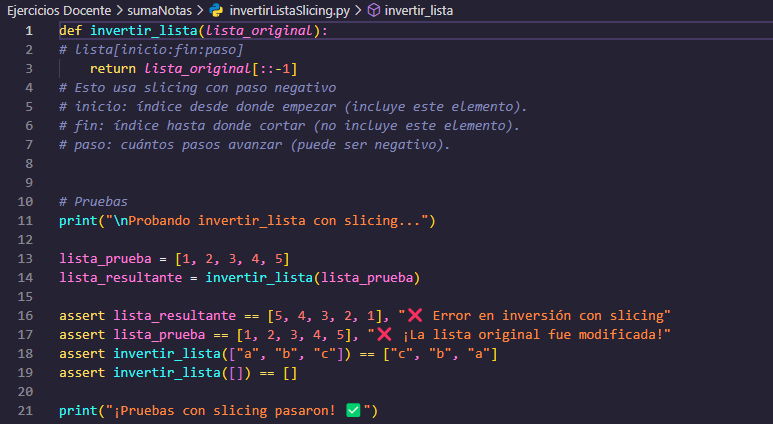 Ejercicios Docente > sumaNotas > invertirListaSlicing.py > invertir_lista
1 def invertir_lista(lista_original):
2 # lista[inicio:fin:paso]
3     return lista_original[::-1]
4 # Esto usa slicing con paso negativo
5 # inicio: índice desde donde empezar (incluye este elemento).
6 # fin: índice hasta donde cortar (no incluye este elemento).
7 # paso: cuántos pasos avanzar (puede ser negativo).
8
9
10 # Pruebas
11 print("\nProbando invertir_lista con slicing...")
12
13 lista_prueba = [1, 2, 3, 4, 5]
14 lista_resultante = invertir_lista(lista_prueba)
15
16 assert lista_resultante == [5, 4, 3, 2, 1], "❌ Error en inversión con slicing"
17 assert lista_prueba == [1, 2, 3, 4, 5], "❌ ¡La lista original fue modificada!"
18 assert invertir_lista(["a", "b", "c"]) == ["c", "b", "a"]
19 assert invertir_lista([]) == []
20
21 print("¡Pruebas con slicing pasaron! ✅")